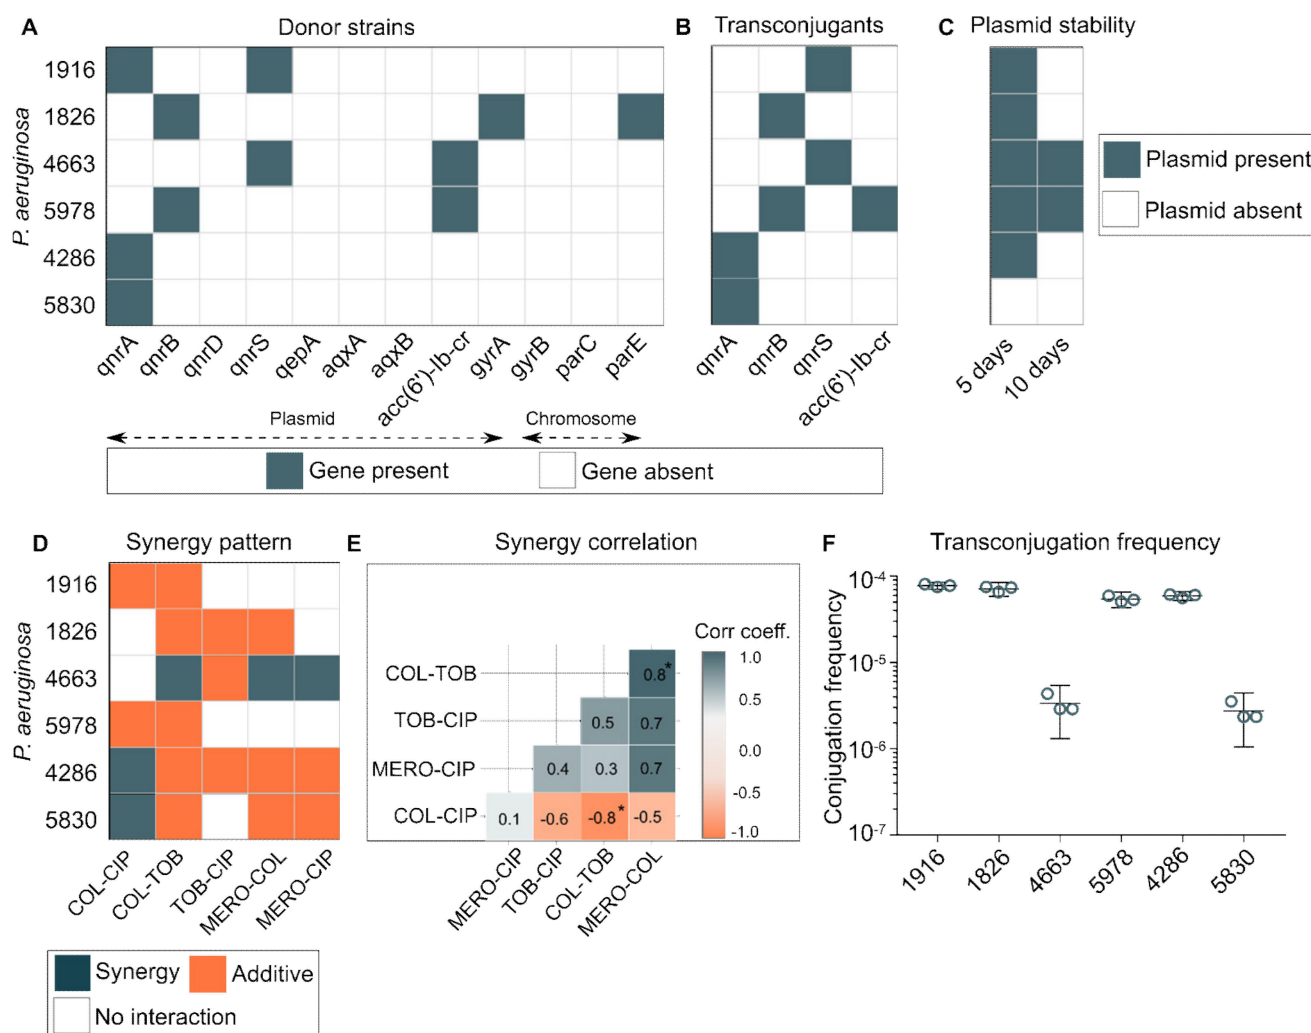 A Donor strains
P. aeruginosa
1916
1826
4663
5978
4286
5830
qnrA qnrB qnrD qnrS qepA aqxA aqxB acc(6')-Ib-cr gyrA gyrB parC parE
Plasmid Chromosome
Gene present Gene absent
B Transconjugants
qnrA qnrB qnrS acc(6')-Ib-cr
C Plasmid stability
5 days 10 days
Plasmid present
Plasmid absent
D Synergy pattern
P. aeruginosa
1916
1826
4663
5978
4286
5830
COL-CIP COL-TOB TOB-CIP MERO-COL MERO-CIP
Synergy Additive
No interaction
E Synergy correlation
COL-TOB 0.8*
TOB-CIP 0.5 0.7
MERO-CIP 0.4 0.3 0.7
COL-CIP 0.1 -0.6 -0.8* -0.5
MERO-CIP TOB-CIP COL-TOB MERO-COL
Corr coeff.
1.0
0.5
0.0
-0.5
-1.0
F Transconjugation frequency
Conjugation frequency
10⁻⁴
10⁻⁵
10⁻⁶
10⁻⁷
1916 1826 4663 5978 4286 5830